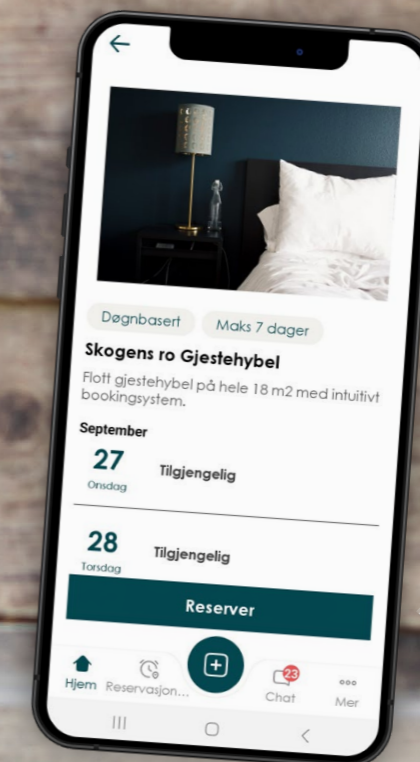 Døgnbasert
Maks 7 dager
Skogens ro Gjestehybel
Flott gjestehybel på hele 18 m2 med intuitivt
bookingsystem.
September
27
Tilgjengelig
Onsdag
28
Tilgjengelig
Torsdag
Reserver
23
Hjem
Reservasjon...
Chat
Mer